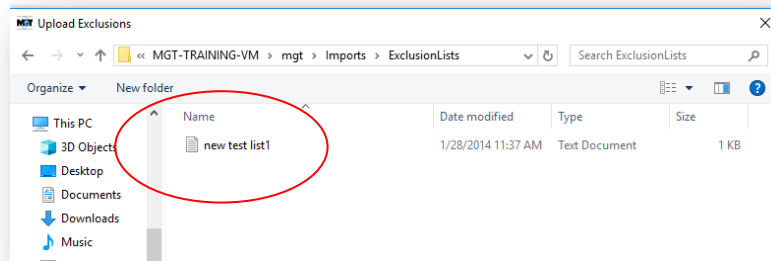 MGT Upload Exclusions
« MGT-TRAINING-VM > mgt > Imports > ExclusionLists Search ExclusionLists
Organize New folder
Name Date modified Type Size
This PC
new test list1 1/28/2014 11:37 AM Text Document 1 KB
3D Objects
Desktop
Documents
Downloads
Music